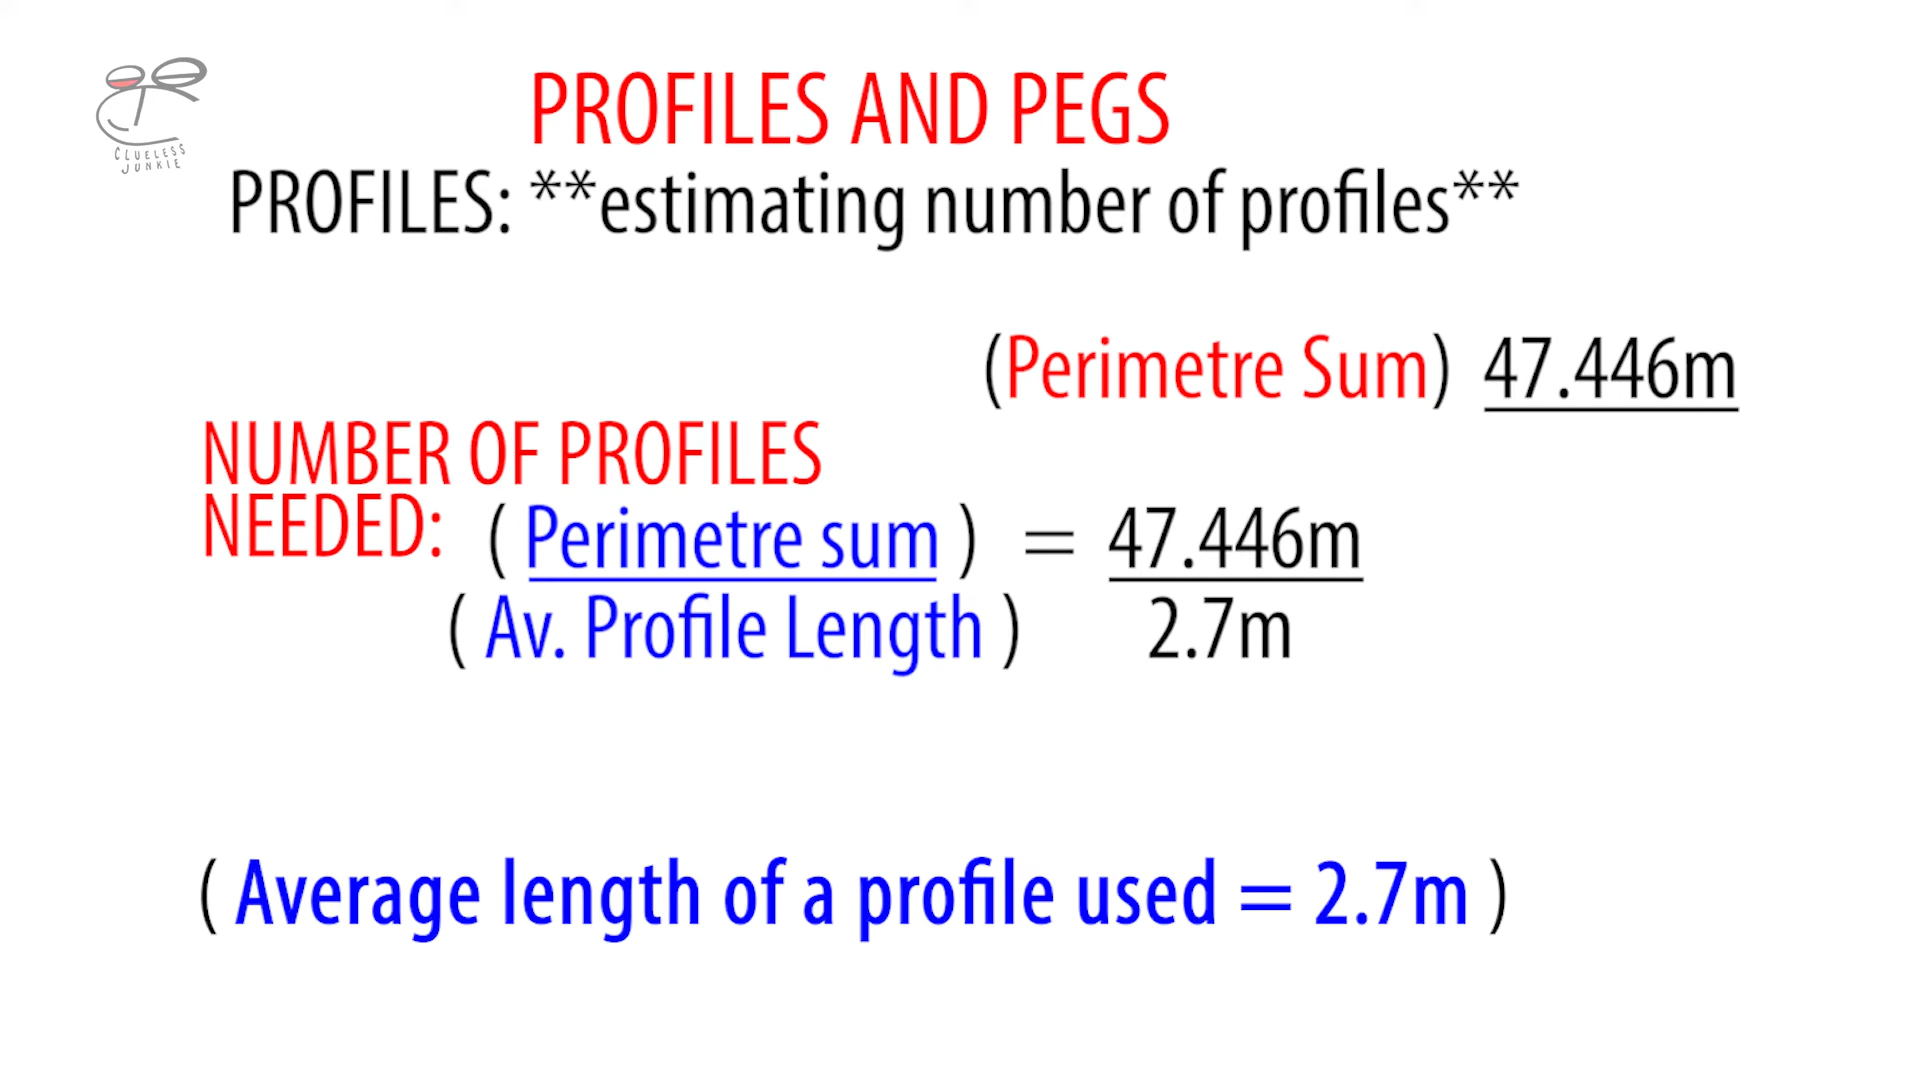 CLUELESS
JUNKIE
PROFILES AND PEGS
PROFILES: **estimating number of profiles**
(Perimetre Sum) 47.446m
NUMBER OF PROFILES
NEEDED: ( Perimetre sum ) = 47.446m
( Av. Profile Length ) 2.7m
( Average length of a profile used = 2.7m )